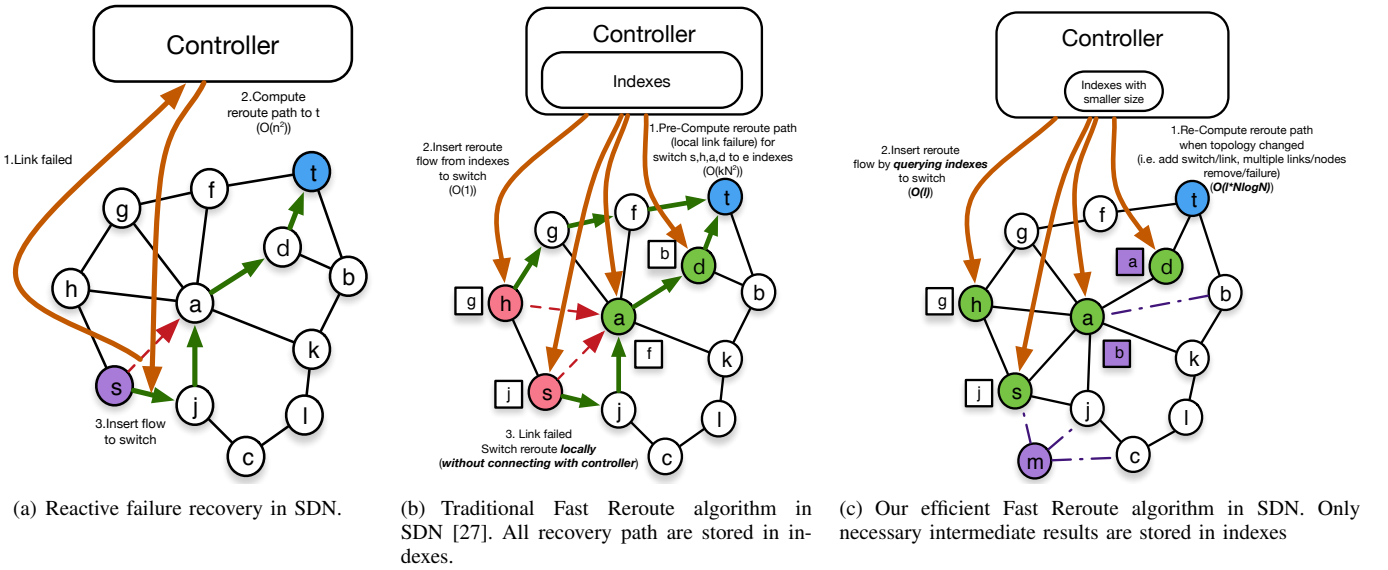 Controller
2.Compute
reroute path to t
(O(n²))
1.Link failed
t
f
g
d
h
a
b
k
s
j
l
c
3.Insert flow
to switch
(a) Reactive failure recovery in SDN.
Controller
Indexes
2.Insert reroute
flow from indexes
to switch
(O(1))
1.Pre-Compute reroute path
(local link failure) for
switch s,h,a,d to e indexes
(O(kN²))
t
f
g
b
d
g
h
b
a
f
k
j
s
j
l
c
3. Link failed
Switch reroute locally
(without connecting with controller)
(b) Traditional Fast Reroute algorithm in
SDN [27]. All recovery path are stored in in-
dexes.
Controller
Indexes with
smaller size
2.Insert reroute
flow by querying indexes
to switch
(O(l))
1.Re-Compute reroute path
when topology changed
(i.e. add switch/link, multiple links/nodes
remove/failure)
(O(l*NlogN))
t
f
g
a
d
g
h
b
a
b
k
j
s
j
l
m
c
(c) Our efficient Fast Reroute algorithm in SDN. Only
necessary intermediate results are stored in indexes